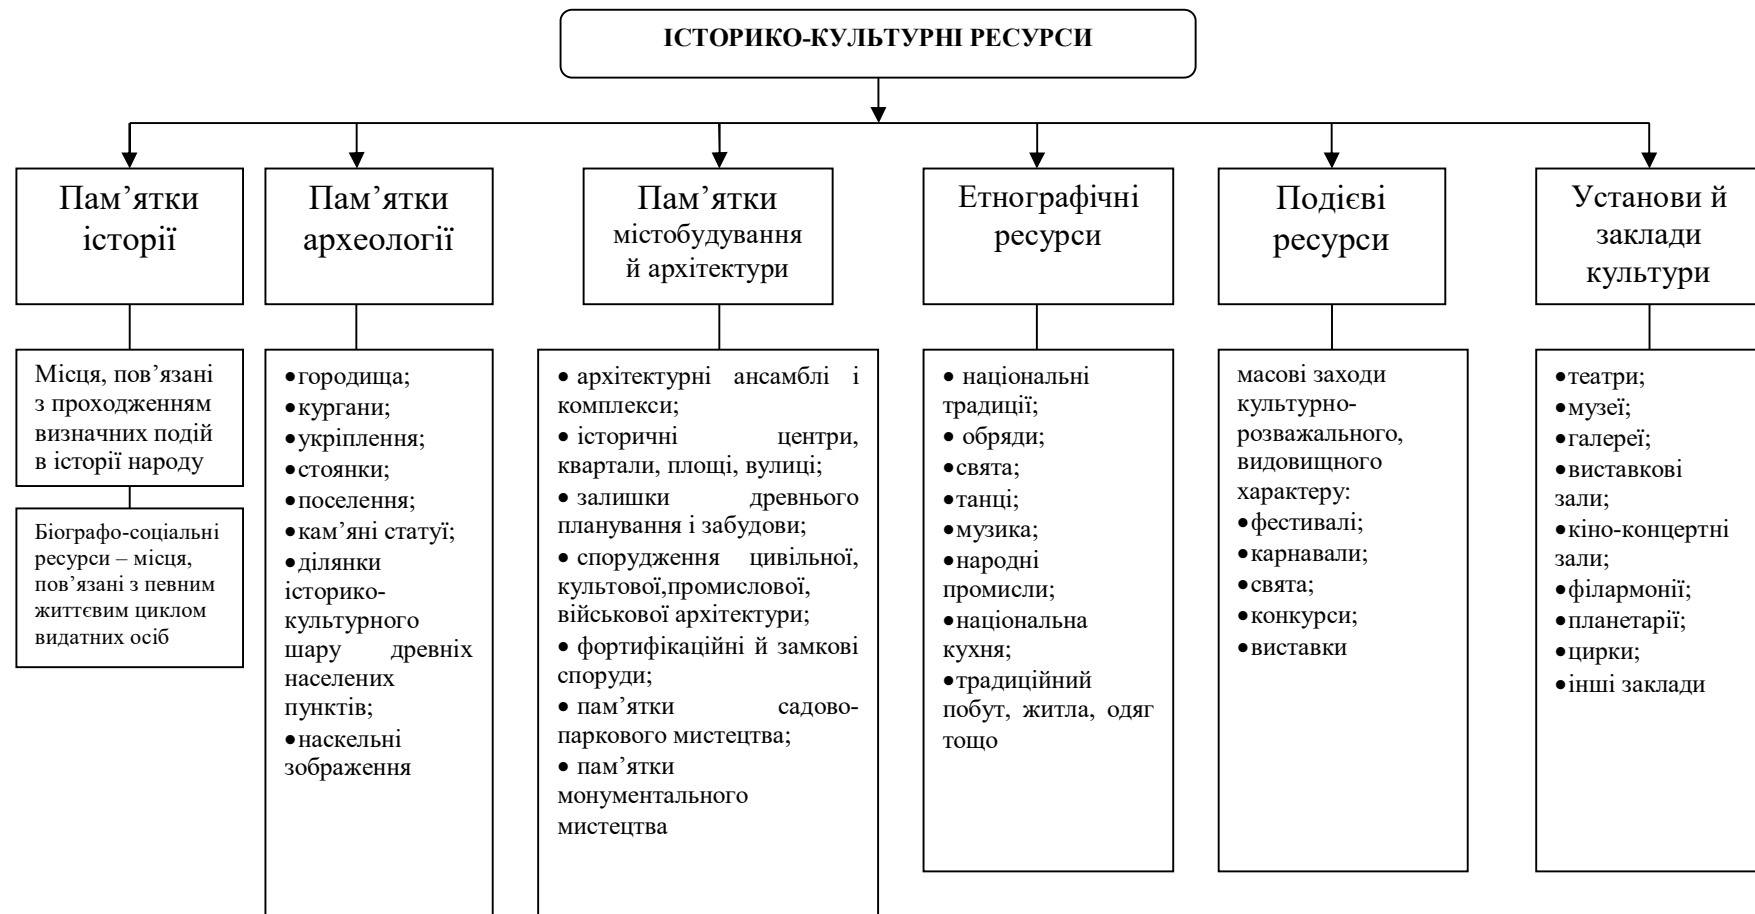 ІСТОРИКО-КУЛЬТУРНІ РЕСУРСИ
Пам’ятки
історії
Місця, пов’язані
з проходженням
визначних подій
в історії народу
Біографо-соціальні
ресурси – місця,
пов’язані з певним
життєвим циклом
видатних осіб
Пам’ятки
археології
•городища;
•кургани;
•укріплення;
•стоянки;
•поселення;
•кам’яні статуї;
•ділянки
історико-
культурного
шару древніх
населених
пунктів;
•наскельні
зображення
Пам’ятки
містобудування
й архітектури
• архітектурні ансамблі і
комплекси;
• історичні центри,
квартали, площі, вулиці;
• залишки древнього
планування і забудови;
• спорудження цивільної,
культової,промислової,
військової архітектури;
• фортифікаційні й замкові
споруди;
• пам’ятки садово-
паркового мистецтва;
• пам’ятки
монументального
мистецтва
Етнографічні
ресурси
• національні
традиції;
• обряди;
•свята;
•танці;
•музика;
•народні
промисли;
•національна
кухня;
•традиційний
побут, житла, одяг
тощо
Подієві
ресурси
масові заходи
культурно-
розважального,
видовищного
характеру:
•фестивалі;
•карнавали;
•свята;
•конкурси;
•виставки
Установи й
заклади
культури
•театри;
•музеї;
•галереї;
•виставкові
зали;
•кіно-концертні
зали;
•філармонії;
•планетарії;
•цирки;
•інші заклади